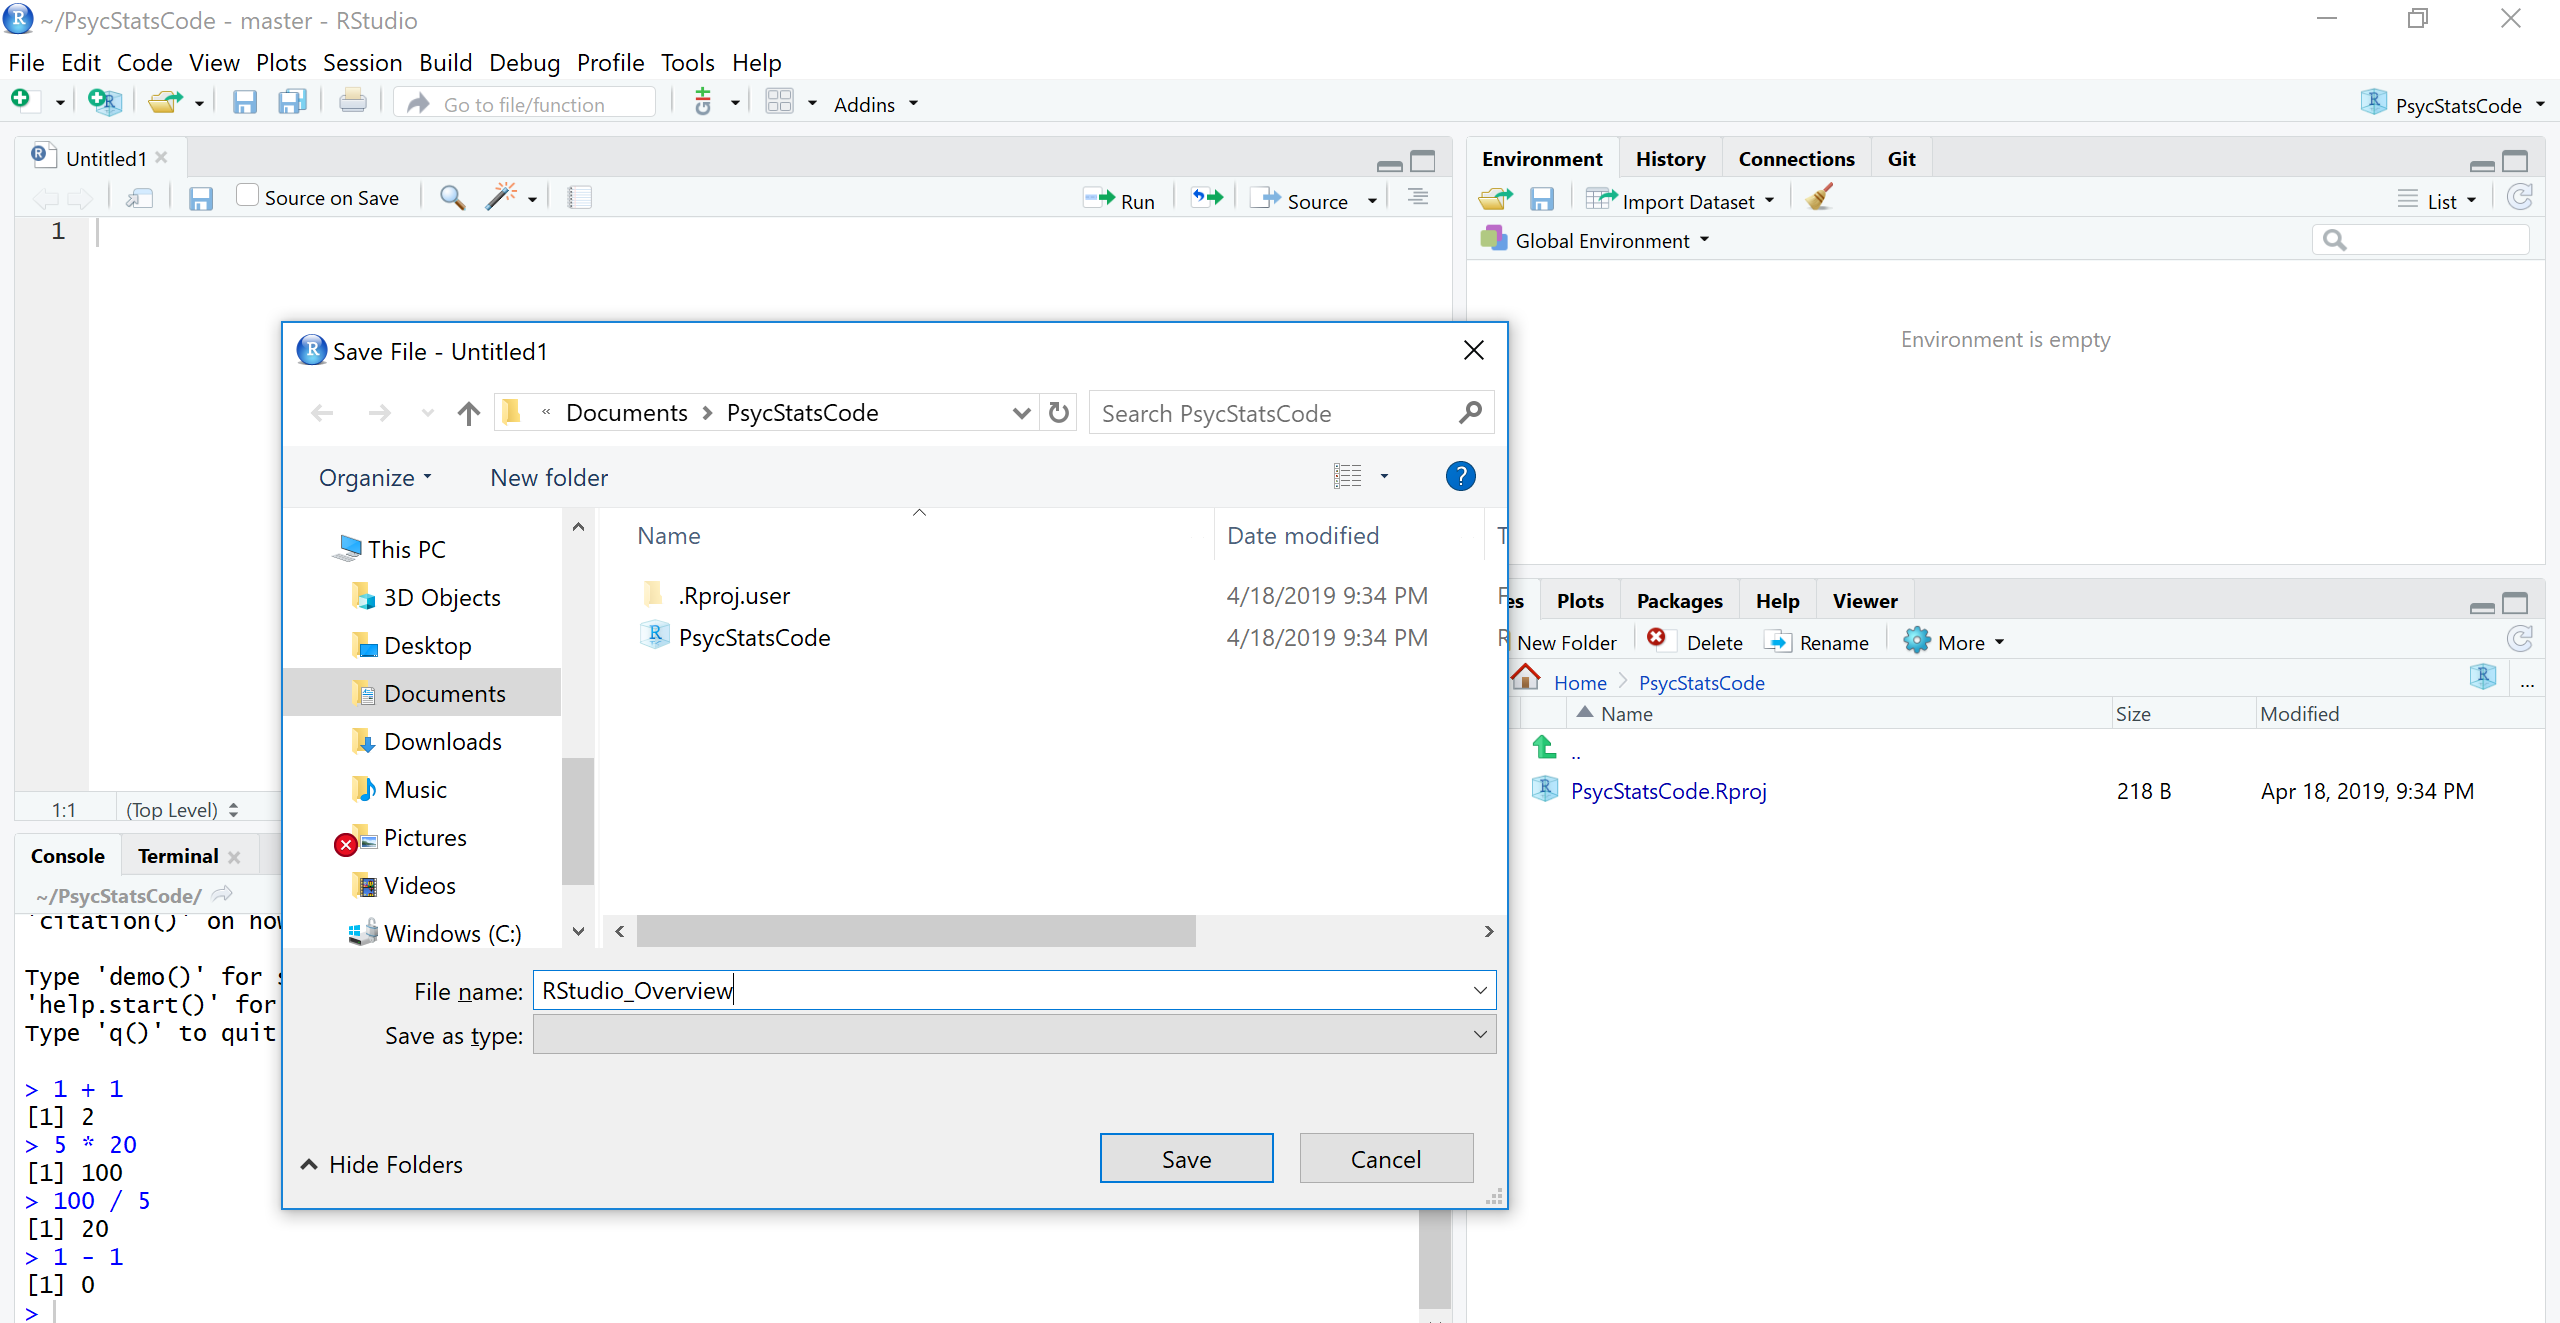 ~/PsycStatsCode - master - RStudio
File Edit Code View Plots Session Build Debug Profile Tools Help
Go to file/function
Addins
PsycStatsCode
Untitled1
Source on Save
Run
Source
1
1:1
(Top Level)
Environment History Connections Git
Import Dataset
List
Global Environment
Environment is empty
Save File - Untitled1
« Documents > PsycStatsCode
Search PsycStatsCode
Organize
New folder
?
Name Date modified T
This PC
3D Objects
Desktop
Documents
Downloads
Music
Pictures
Videos
Windows (C:)
.Rproj.user 4/18/2019 9:34 PM F
PsycStatsCode 4/18/2019 9:34 PM R
File name: RStudio_Overview
Save as type:
Hide Folders
Save
Cancel
es Plots Packages Help Viewer
New Folder Delete Rename More
Home PsycStatsCode
...
Name Size Modified
..
PsycStatsCode.Rproj 218 B Apr 18, 2019, 9:34 PM
Console Terminal
~/PsycStatsCode/
'citation()' on how
Type 'demo()' for s
'help.start()' for
Type 'q()' to quit
> 1 + 1
[1] 2
> 5 * 20
[1] 100
> 100 / 5
[1] 20
> 1 - 1
[1] 0
>